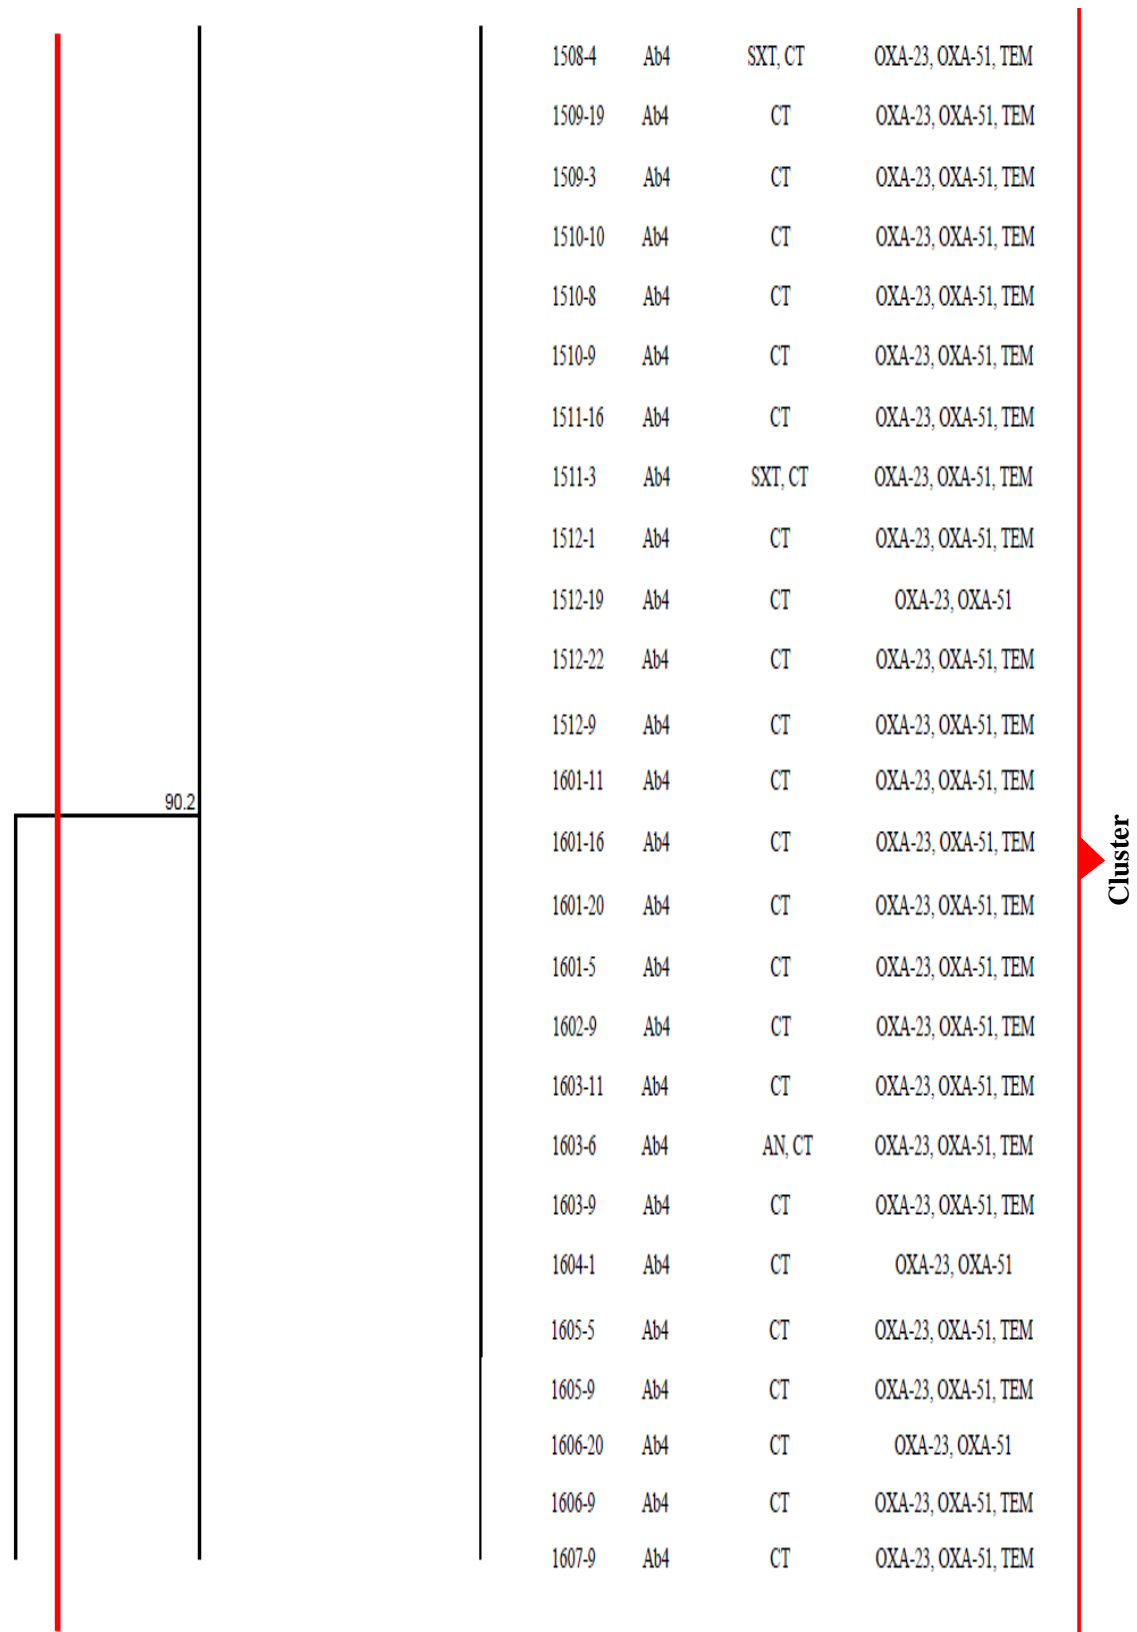 1508-4 Ab4 SXT, CT OXA-23, OXA-51, TEM
1509-19 Ab4 CT OXA-23, OXA-51, TEM
1509-3 Ab4 CT OXA-23, OXA-51, TEM
1510-10 Ab4 CT OXA-23, OXA-51, TEM
1510-8 Ab4 CT OXA-23, OXA-51, TEM
1510-9 Ab4 CT OXA-23, OXA-51, TEM
1511-16 Ab4 CT OXA-23, OXA-51, TEM
1511-3 Ab4 SXT, CT OXA-23, OXA-51, TEM
1512-1 Ab4 CT OXA-23, OXA-51, TEM
1512-19 Ab4 CT OXA-23, OXA-51
1512-22 Ab4 CT OXA-23, OXA-51, TEM
1512-9 Ab4 CT OXA-23, OXA-51, TEM
1601-11 Ab4 CT OXA-23, OXA-51, TEM
90.2
1601-16 Ab4 CT OXA-23, OXA-51, TEM
Cluster
1601-20 Ab4 CT OXA-23, OXA-51, TEM
1601-5 Ab4 CT OXA-23, OXA-51, TEM
1602-9 Ab4 CT OXA-23, OXA-51, TEM
1603-11 Ab4 CT OXA-23, OXA-51, TEM
1603-6 Ab4 AN, CT OXA-23, OXA-51, TEM
1603-9 Ab4 CT OXA-23, OXA-51, TEM
1604-1 Ab4 CT OXA-23, OXA-51
1605-5 Ab4 CT OXA-23, OXA-51, TEM
1605-9 Ab4 CT OXA-23, OXA-51, TEM
1606-20 Ab4 CT OXA-23, OXA-51
1606-9 Ab4 CT OXA-23, OXA-51, TEM
1607-9 Ab4 CT OXA-23, OXA-51, TEM